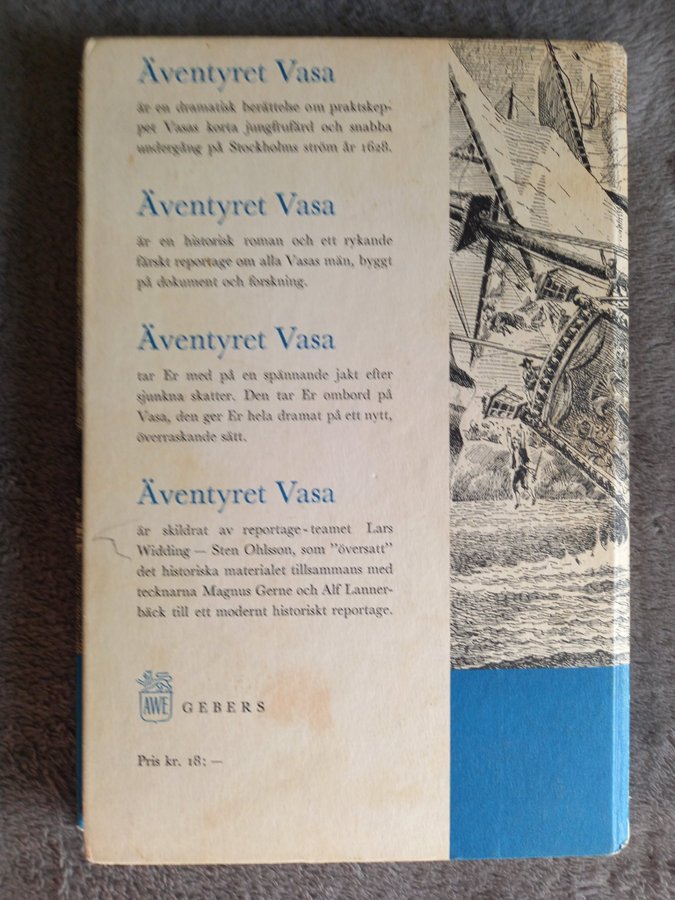 Äventyret Vasa
är en dramatisk berättelse om praktskep-
pet Vasas korta jungfrufärd och snabba
undergång på Stockholms ström år 1628.
Äventyret Vasa
är en historisk roman och ett rykande
färskt reportage om alla Vasas män, byggt
på dokument och forskning.
Äventyret Vasa
tar Er med på en spännande jakt efter
sjunkna skatter. Den tar Er ombord på
Vasa, den ger Er hela dramat på ett nytt,
överraskande sätt.
Äventyret Vasa
är skildrat av reportage-teamet Lars
Widding — Sten Ohlsson, som ”översatt”
det historiska materialet tillsammans med
tecknarna Magnus Gerne och Alf Lanner-
bäck till ett modernt historiskt reportage.
AWE GEBERS
Pris kr. 18: —